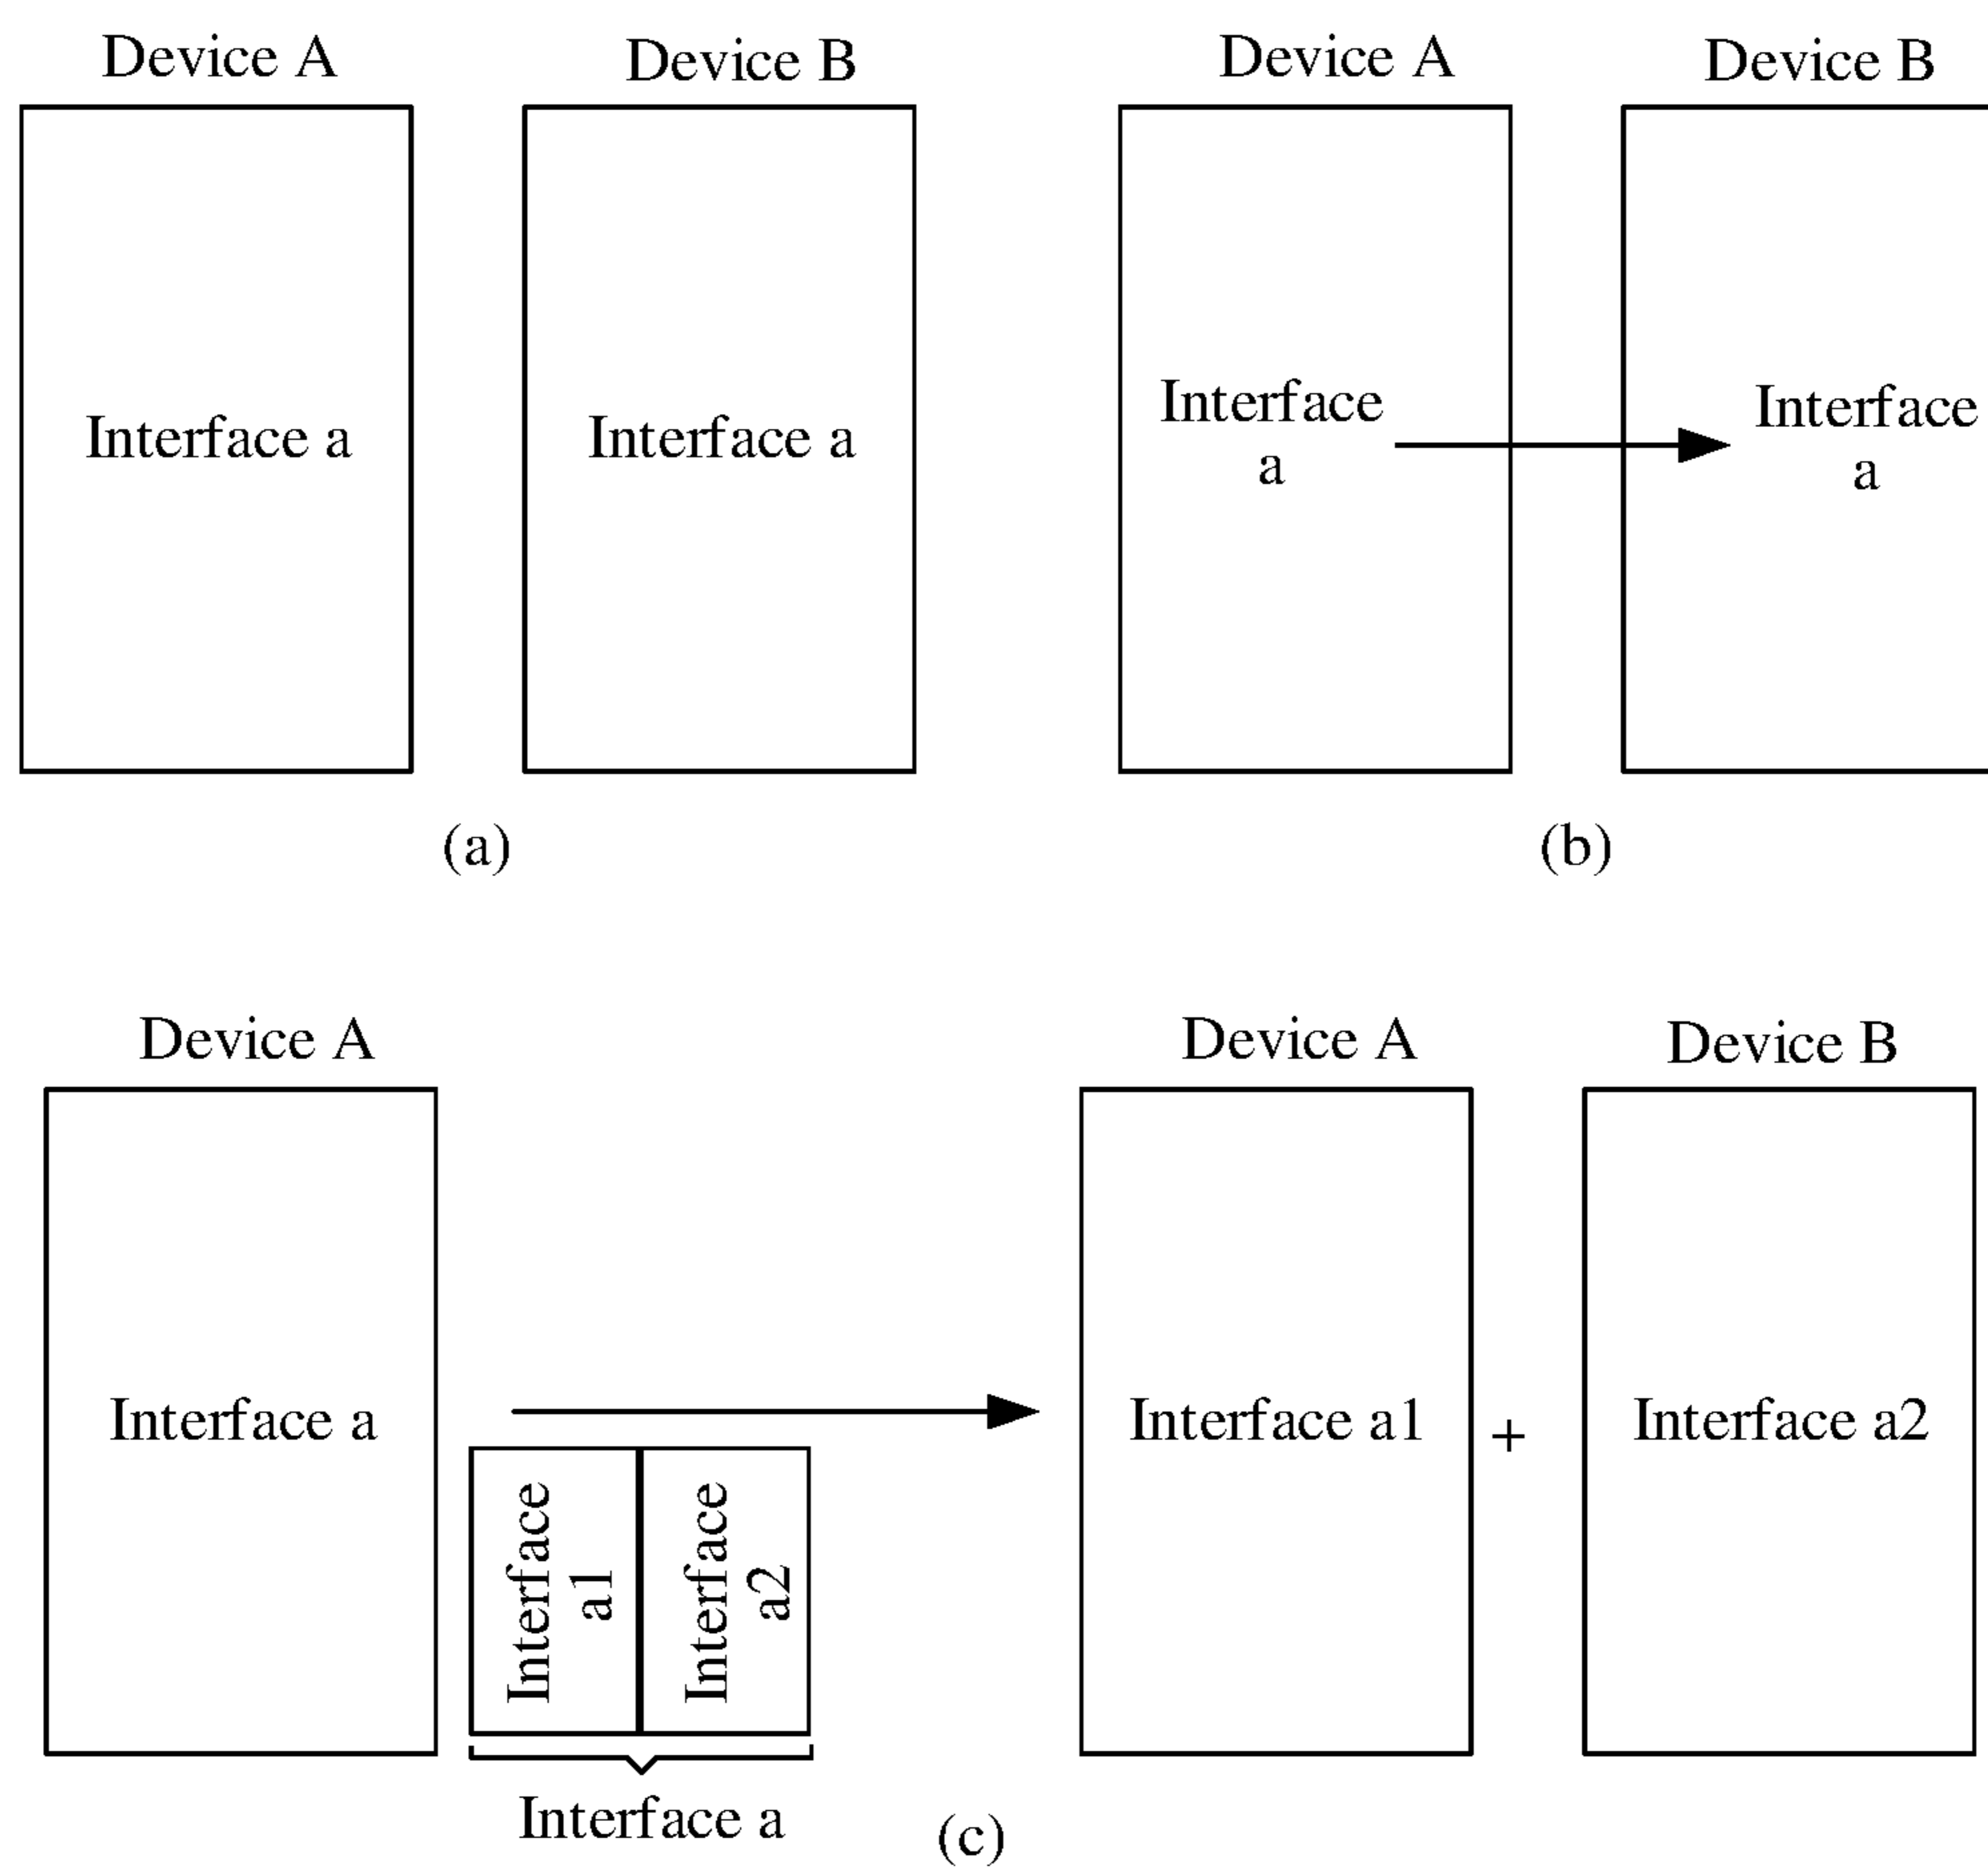 Device A
Device B
Interface a
Interface a
(a)
Device A
Device B
Interface
a
Interface
a
(b)
Device A
Interface a
Interface
a1
Interface
a2
Interface a
Device A
Interface a1
+
Device B
Interface a2
(c)